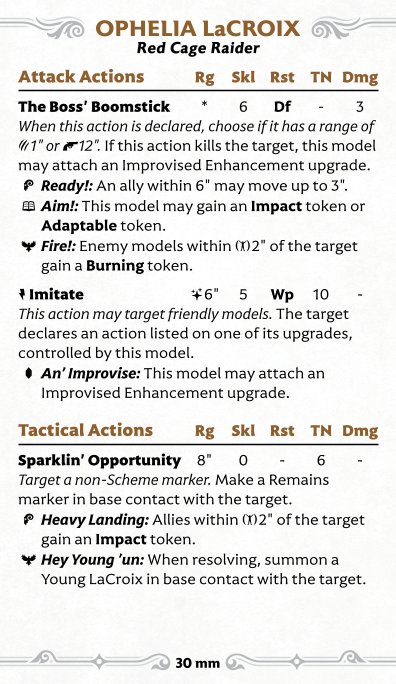 OPHELIA LaCROIX
Red Cage Raider
Attack Actions Rg Skl Rst TN Dmg
The Boss' Boomstick * 6 Df - 3
When this action is declared, choose if it has a range of
1" or 12". If this action kills the target, this model
may attach an Improvised Enhancement upgrade.
Ready!: An ally within 6" may move up to 3".
Aim!: This model may gain an Impact token or
Adaptable token.
Fire!: Enemy models within 2" of the target
gain a Burning token.
Imitate 6" 5 Wp 10 -
This action may target friendly models. The target
declares an action listed on one of its upgrades,
controlled by this model.
An' Improvise: This model may attach an
Improvised Enhancement upgrade.
Tactical Actions Rg Skl Rst TN Dmg
Sparklin' Opportunity 8" 0 - 6 -
Target a non-Scheme marker. Make a Remains
marker in base contact with the target.
Heavy Landing: Allies within 2" of the target
gain an Impact token.
Hey Young 'un: When resolving, summon a
Young LaCroix in base contact with the target.
30 mm